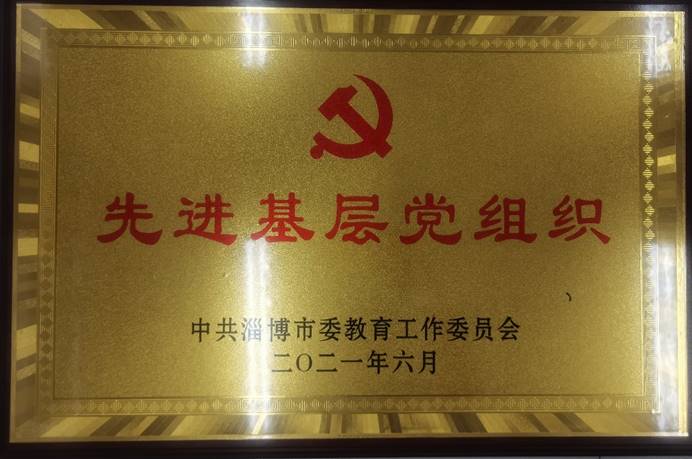 先进基层党组织
中共淄博市委教育工作委员会
二〇二一年六月